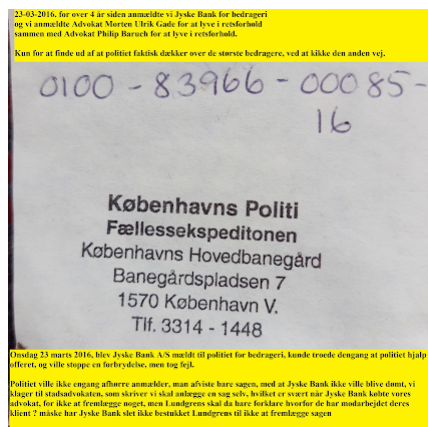 23-03-2016, for over 4 år siden anmeldte vi Jyske Bank for bedrageri
og vi anmeldte Advokat Morten Ulrik Gade for at lyve i retsforhold
sammen med Advokat Philip Baruch for at lyve i retsforhold.
Kun for at finde ud af at politiet faktisk dækker over de største bedragere, ved at kikke den anden vej.
0100 - 83966 - 00085 -
16
Københavns Politi
Fællesekspeditonen
Københavns Hovedbanegård
Banegårdspladsen 7
1570 København V.
Tlf. 3314 - 1448
Onsdag 23 marts 2016, blev Jyske Bank A/S mældt til politiet for bedrageri, kunde troede dengang at politiet hjalp
offeret, og ville stoppe en forbrydelse, men tog fejl.
Politiet ville ikke engang afhøre anmælder, man afviste bare sagen, med at Jyske Bank ikke ville blive dømt, vi
klager til stadsadvokaten, som skriver vi skal anlægge en sag selv, hvilket er svært når Jyske Bank købte vores
advokat, for ikke at fremlægge noget, men Lundgrens skal da bare forklare hvorfor de har modarbejdet deres
klient ? måske har Jyske Bank slet ikke bestukket Lundgrens til ikke at fremlægge sagen